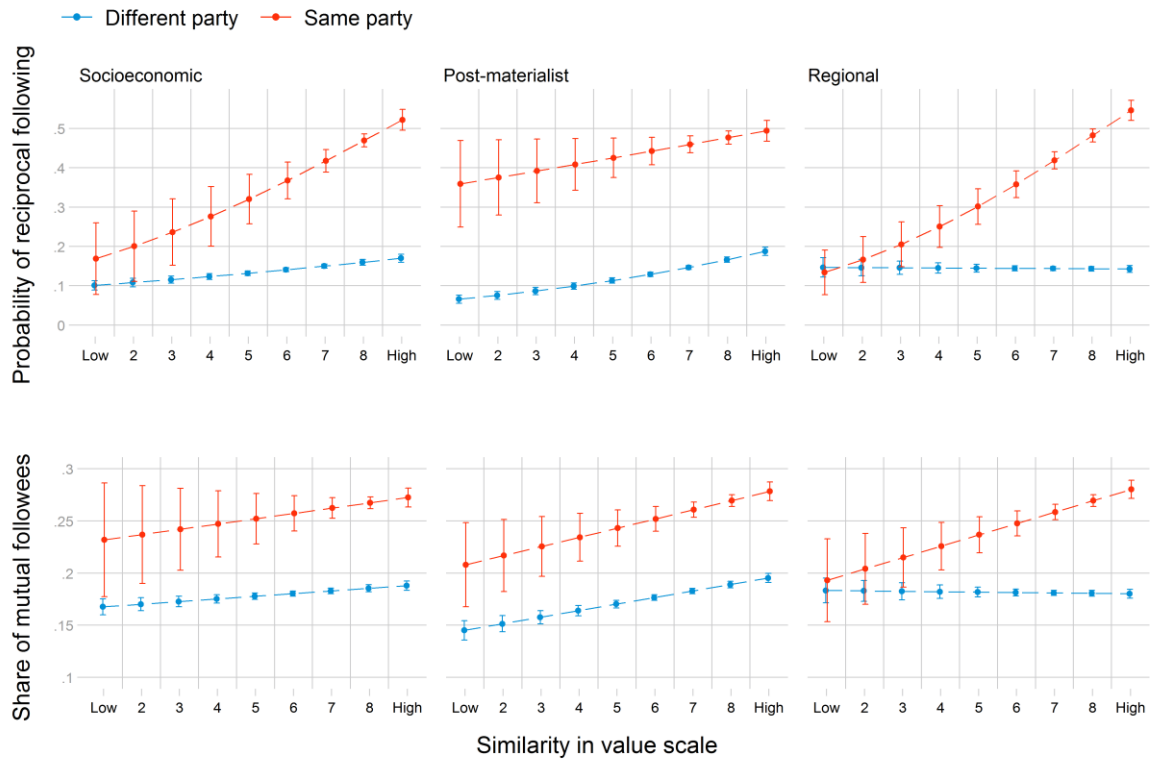 Different party Same party
Probability of reciprocal following
Socioeconomic Post-materialist Regional
.5
.4
.3
.2
.1
0
Low 2 3 4 5 6 7 8 High Low 2 3 4 5 6 7 8 High Low 2 3 4 5 6 7 8 High
Share of mutual followees
.3
.25
.2
.15
.1
Low 2 3 4 5 6 7 8 High Low 2 3 4 5 6 7 8 High Low 2 3 4 5 6 7 8 High
Similarity in value scale